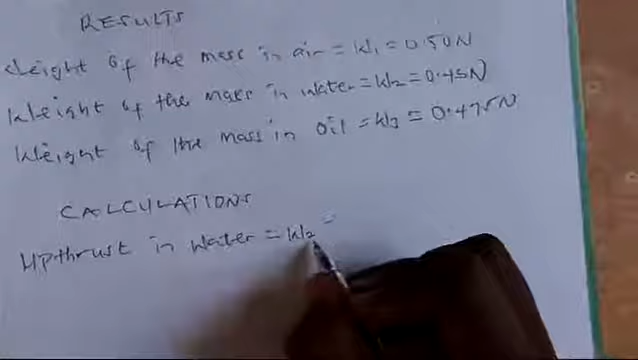 RESULTS
Weight of the mass in air = W1 = 0.50N
Weight of the mass in water = W2 = 0.45N
Weight of the mass in oil = W3 = 0.475N
CALCULATIONS
Upthrust in water = W2 =